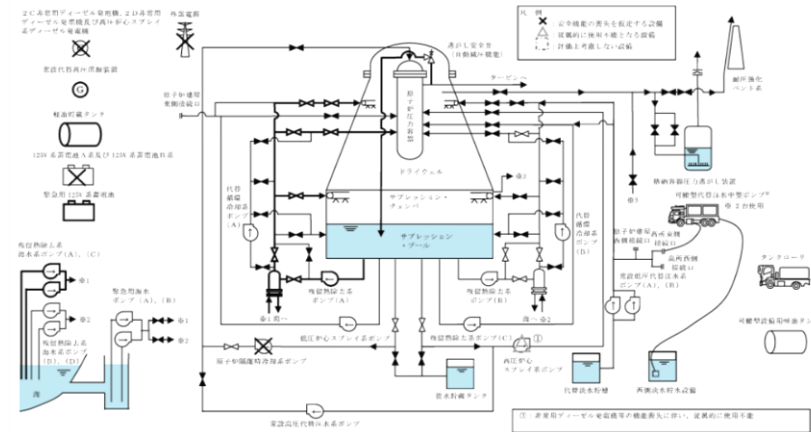 2C非常用ディーゼル発電機,2D非常用
ディーゼル発電機及び高圧炉心スプレイ
系ディーゼル発電機
外部電源
常設代替高圧電源装置
G
軽油貯蔵タンク
125V系蓄電池A系及び125V系蓄電池B系
緊急用125V系蓄電池
残留熱除去系
海水系ポンプ(A),(C)
※1
緊急用海水
ポンプ(A),(B)
※2
※1
※2
残留熱除去系
海水系ポンプ
(B),(D)
海
原子炉建屋
東側接続口
逃がし安全弁
(自動減圧機能)
タービンへ
原子炉圧力容器
ドライウェル
サプレッション・
チェンバ
※2
サプレッション
・プール
代替
循環
冷却系
ポンプ
(A)
代替
循環
冷却系
ポンプ
(B)
残留熱除去系
ポンプ(A)
残留熱除去系
ポンプ(B)
海へ
※2
低圧炉心スプレイ系ポンプ
残留熱除去系ポンプ(C)
①
原子炉隔離時冷却系ポンプ
高圧炉心
スプレイ系ポンプ
復水貯蔵タンク
常設高圧代替注水系ポンプ
凡 例
安全機能の喪失を仮定する設備
従属的に使用不能となる設備
評価上考慮しない設備
耐圧強化
ベント系
※3
格納容器圧力逃がし装置
可搬型代替注水中型ポンプ
※ 2台使用
原子炉建屋
西側接続口
高所東側
接続口
高所西側
接続口
常設低圧代替注水系
ポンプ(A),(B)
タンクローリ
可搬型設備用軽油タンク
代替淡水貯槽
西側淡水貯水設備
①:非常用ディーゼル発電機等の機能喪失に伴い,従属的に使用不能